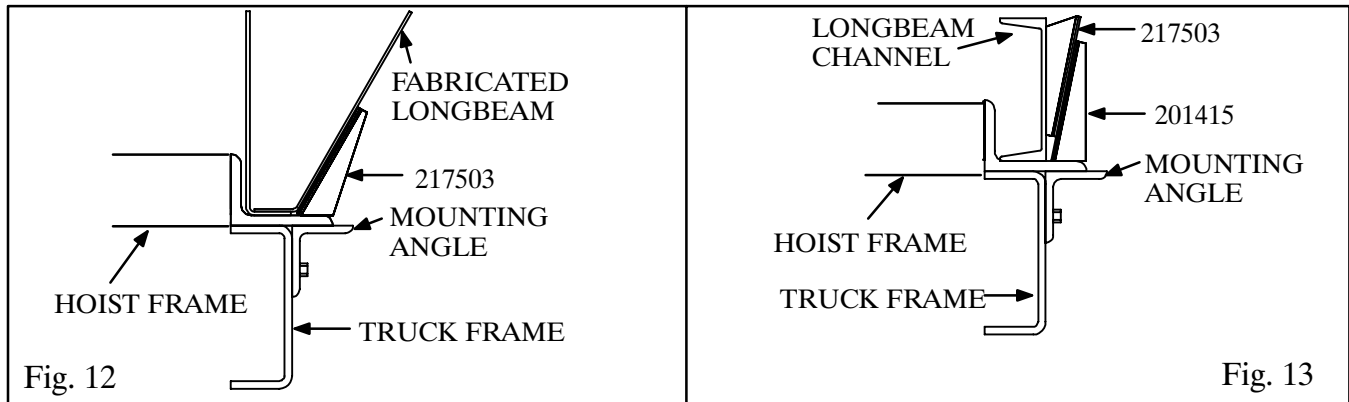 FABRICATED
LONGBEAM
217503
MOUNTING
ANGLE
HOIST FRAME
TRUCK FRAME
Fig. 12
LONGBEAM
CHANNEL
217503
201415
MOUNTING
ANGLE
HOIST FRAME
TRUCK FRAME
Fig. 13